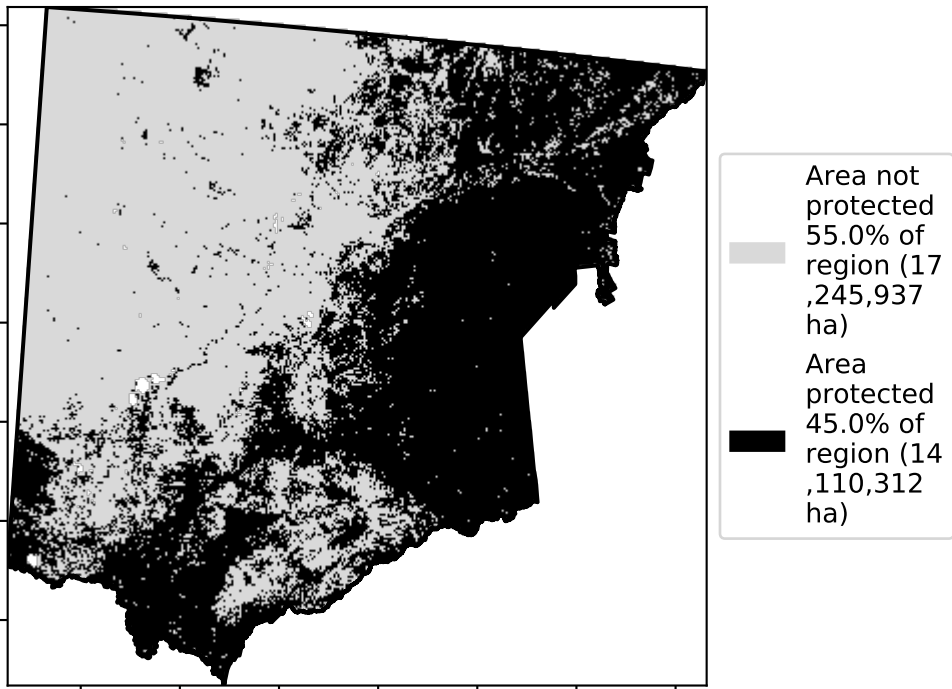 Area not
protected
55.0% of
region (17
,245,937
ha)
Area
protected
45.0% of
region (14
,110,312
ha)